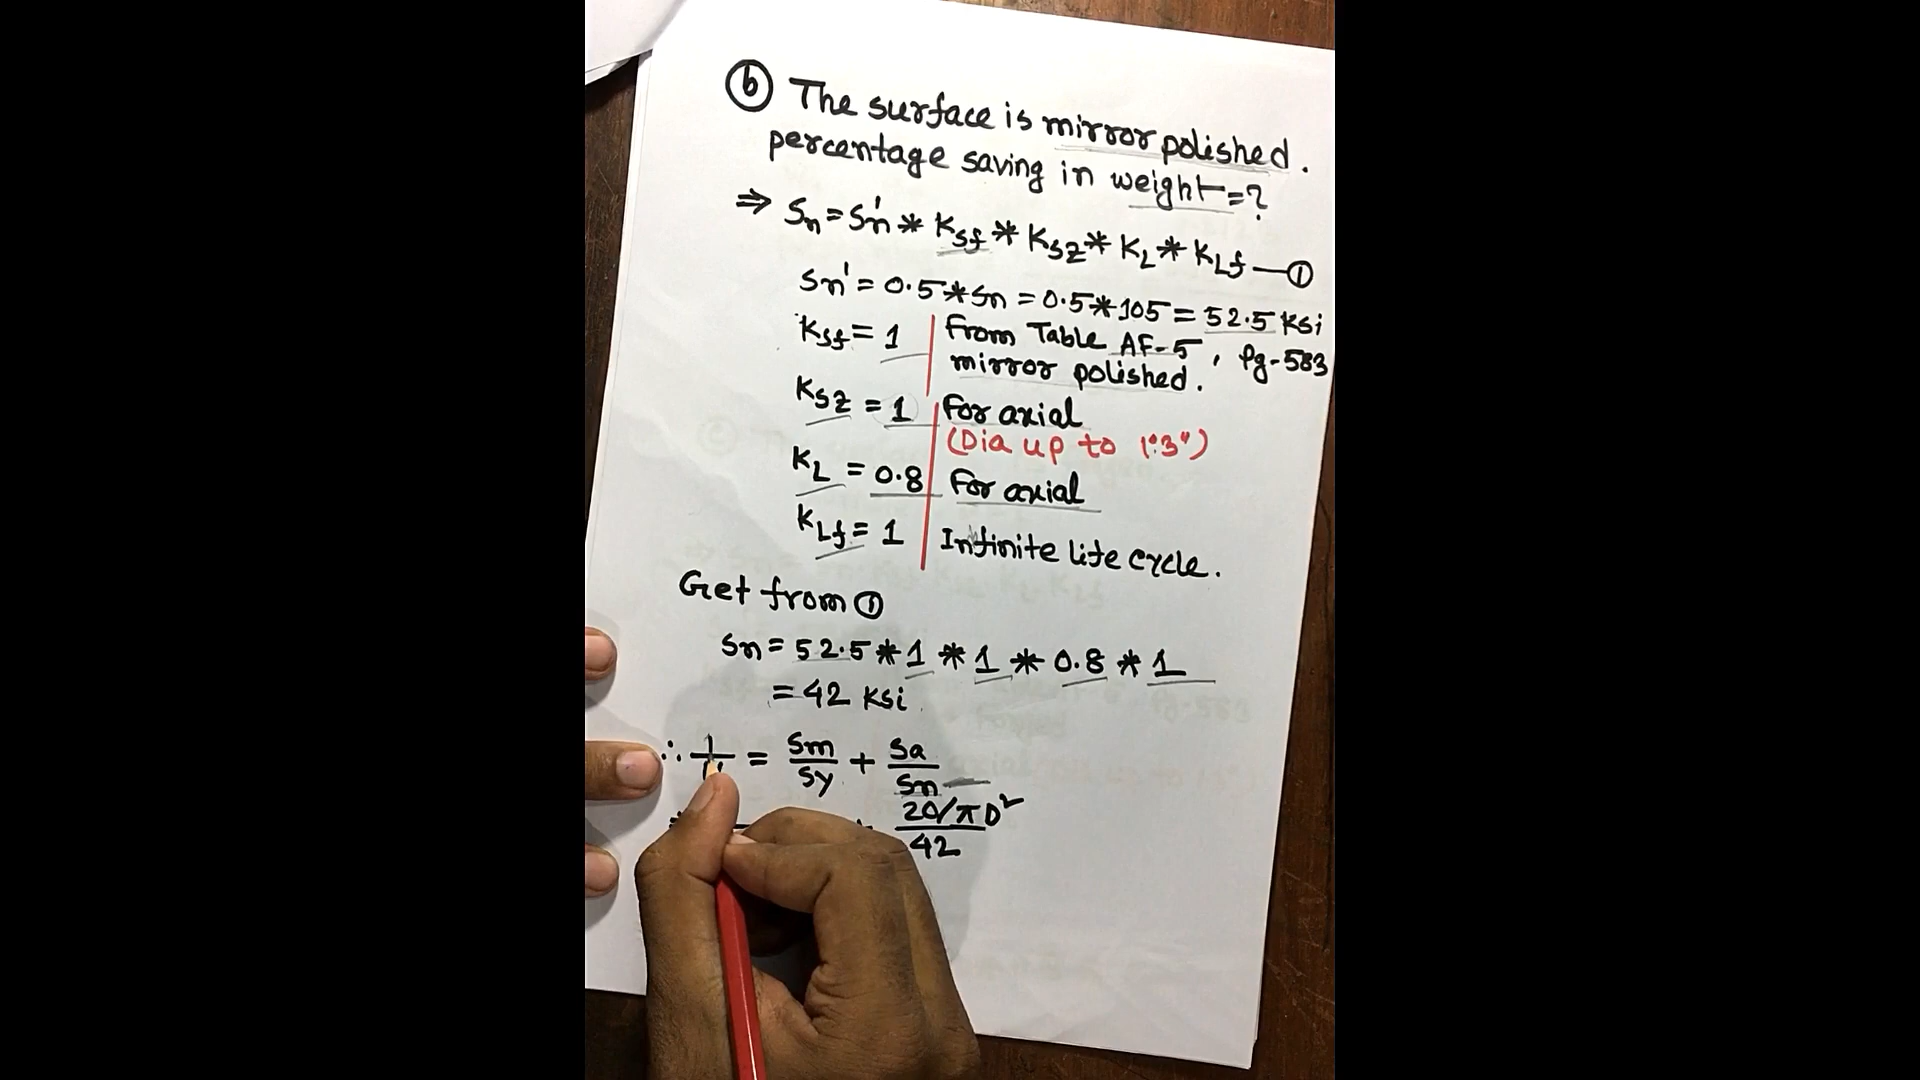 ⓑ The surface is mirror polished.
percentage saving in weight=?
⇒ Sn=Sn' * Ksf * KSZ * KL * KLf —①
Sn' = 0.5*Sn = 0.5*105 = 52.5 Ksi
Ksf = 1 | From Table AF-5, Pg-583
mirror polished.
KSZ = 1 | For axial
(Dia up to 1.3")
KL = 0.8 | For axial
KLf = 1 | Infinite life cycle.
Get from ①
Sn = 52.5 * 1 * 1 * 0.8 * 1
= 42 Ksi
∴ 1/ = Sm/Sy + Sa/Sn
20/πD² / 42